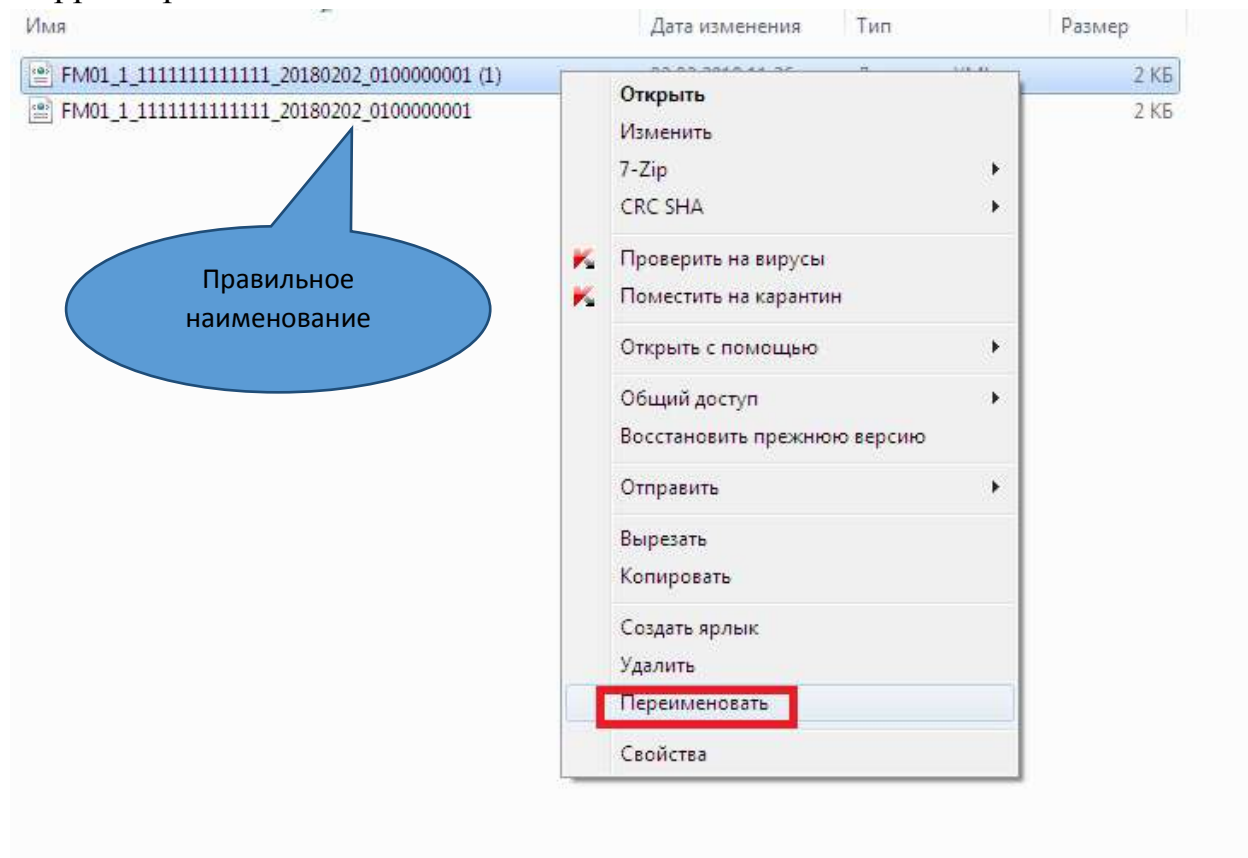 Имя Дата изменения Тип Размер
FM01_1_1111111111111_20180202_0100000001 (1) 2 КБ
FM01_1_1111111111111_20180202_0100000001 2 КБ
Правильное
наименование
Открыть
Изменить
7-Zip
CRC SHA
Проверить на вирусы
Поместить на карантин
Открыть с помощью
Общий доступ
Восстановить прежнюю версию
Отправить
Вырезать
Копировать
Создать ярлык
Удалить
Переименовать
Свойства